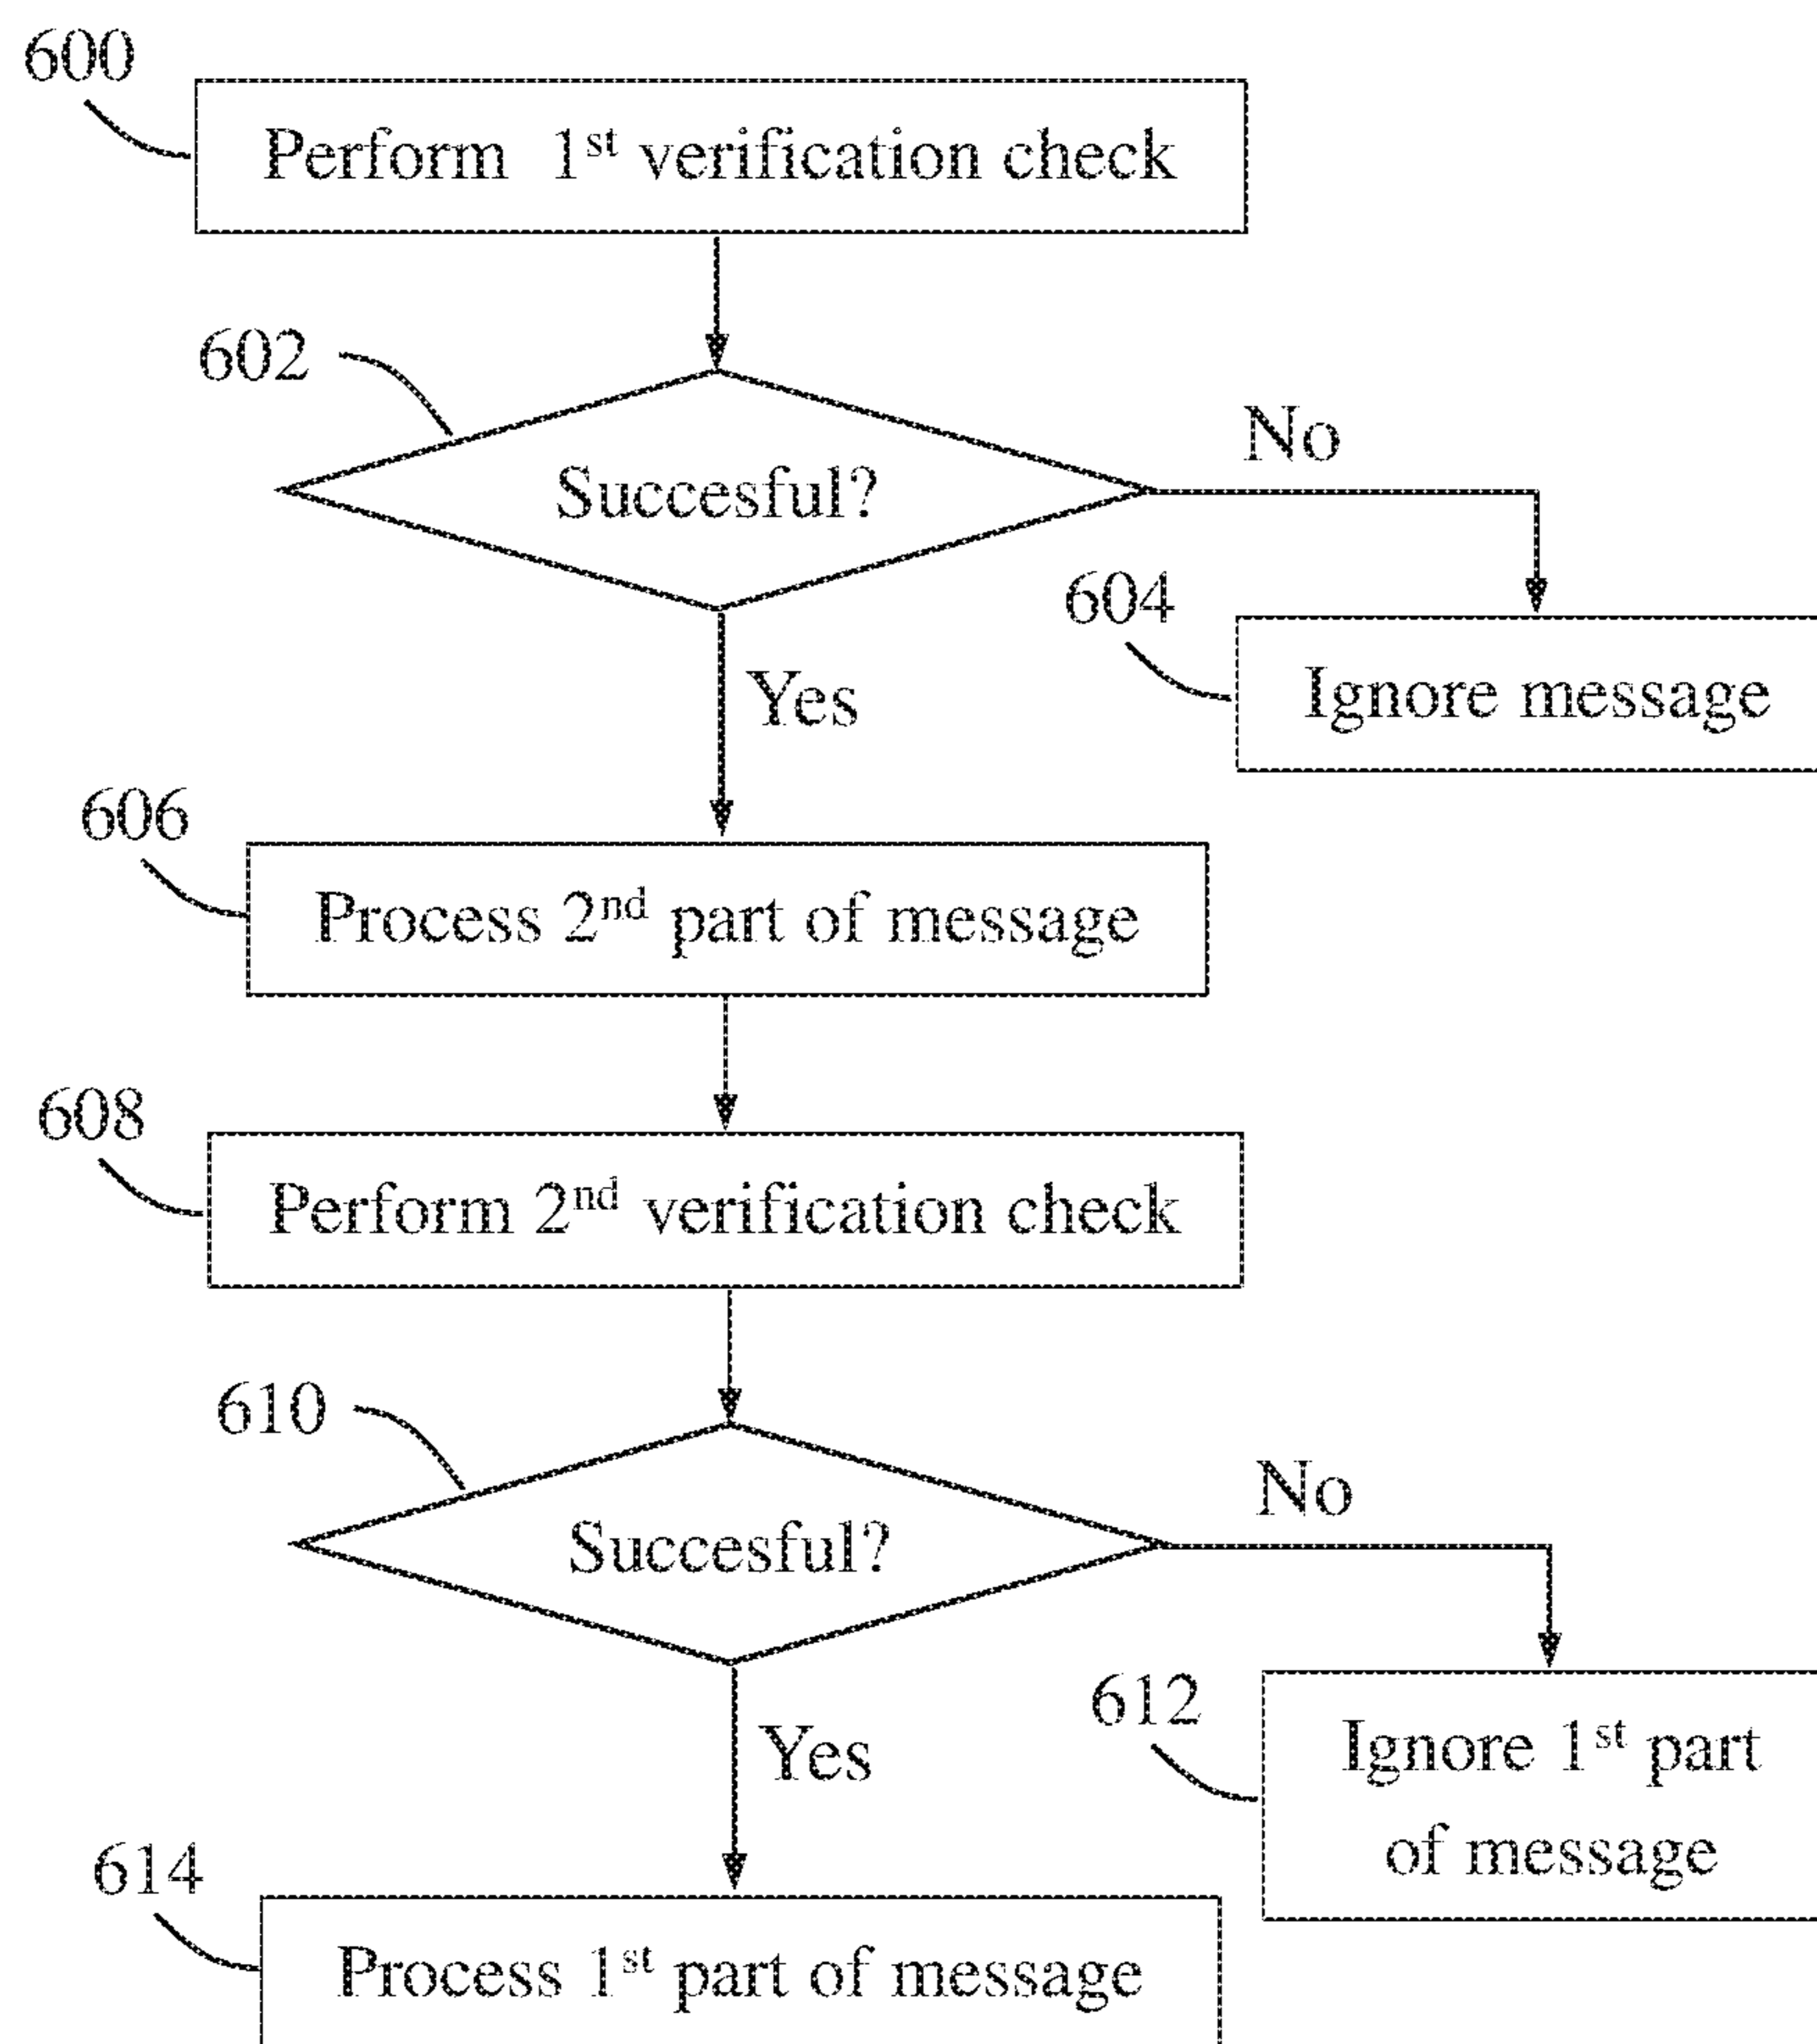 600
Perform 1st verification check
602
Succesful?
No
604
Ignore message
Yes
606
Process 2nd part of message
608
Perform 2nd verification check
610
Succesful?
No
612
Ignore 1st part
of message
Yes
614
Process 1st part of message